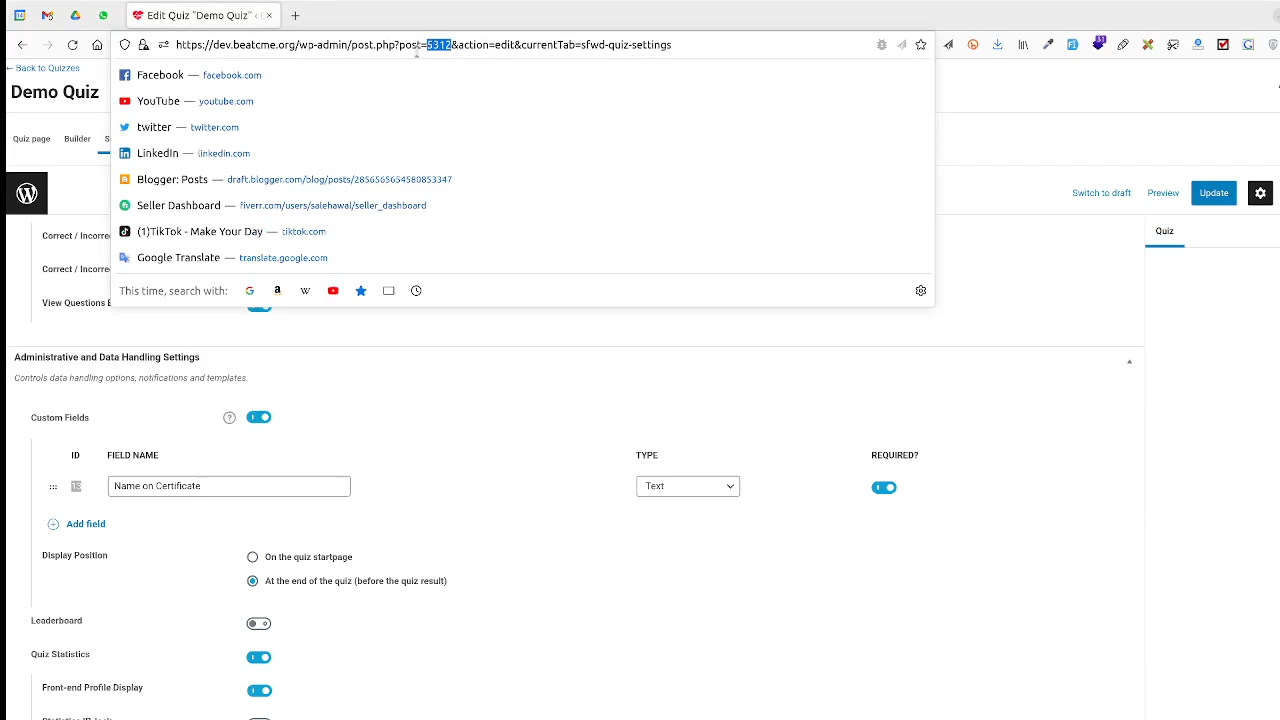 Edit Quiz "Demo Quiz" ‹ E
https://dev.beatcme.org/wp-admin/post.php?post=5312&action=edit&currentTab=sfwd-quiz-settings
Facebook — facebook.com
YouTube — youtube.com
twitter — twitter.com
LinkedIn — linkedin.com
Blogger: Posts — draft.blogger.com/blog/posts/2856565654580853347
Seller Dashboard — fiverr.com/users/salehawal/seller_dashboard
(1)TikTok - Make Your Day — tiktok.com
Google Translate — translate.google.com
This time, search with:
← Back to Quizzes
Demo Quiz
Quiz page Builder S
Switch to draft Preview Update
Quiz
Correct / Incorre
Correct / Incorre
View Questions B
Administrative and Data Handling Settings
Controls data handling options, notifications and templates.
Custom Fields
ID FIELD NAME TYPE REQUIRED?
13 Name on Certificate Text
Add field
Display Position
On the quiz startpage
At the end of the quiz (before the quiz result)
Leaderboard
Quiz Statistics
Front-end Profile Display